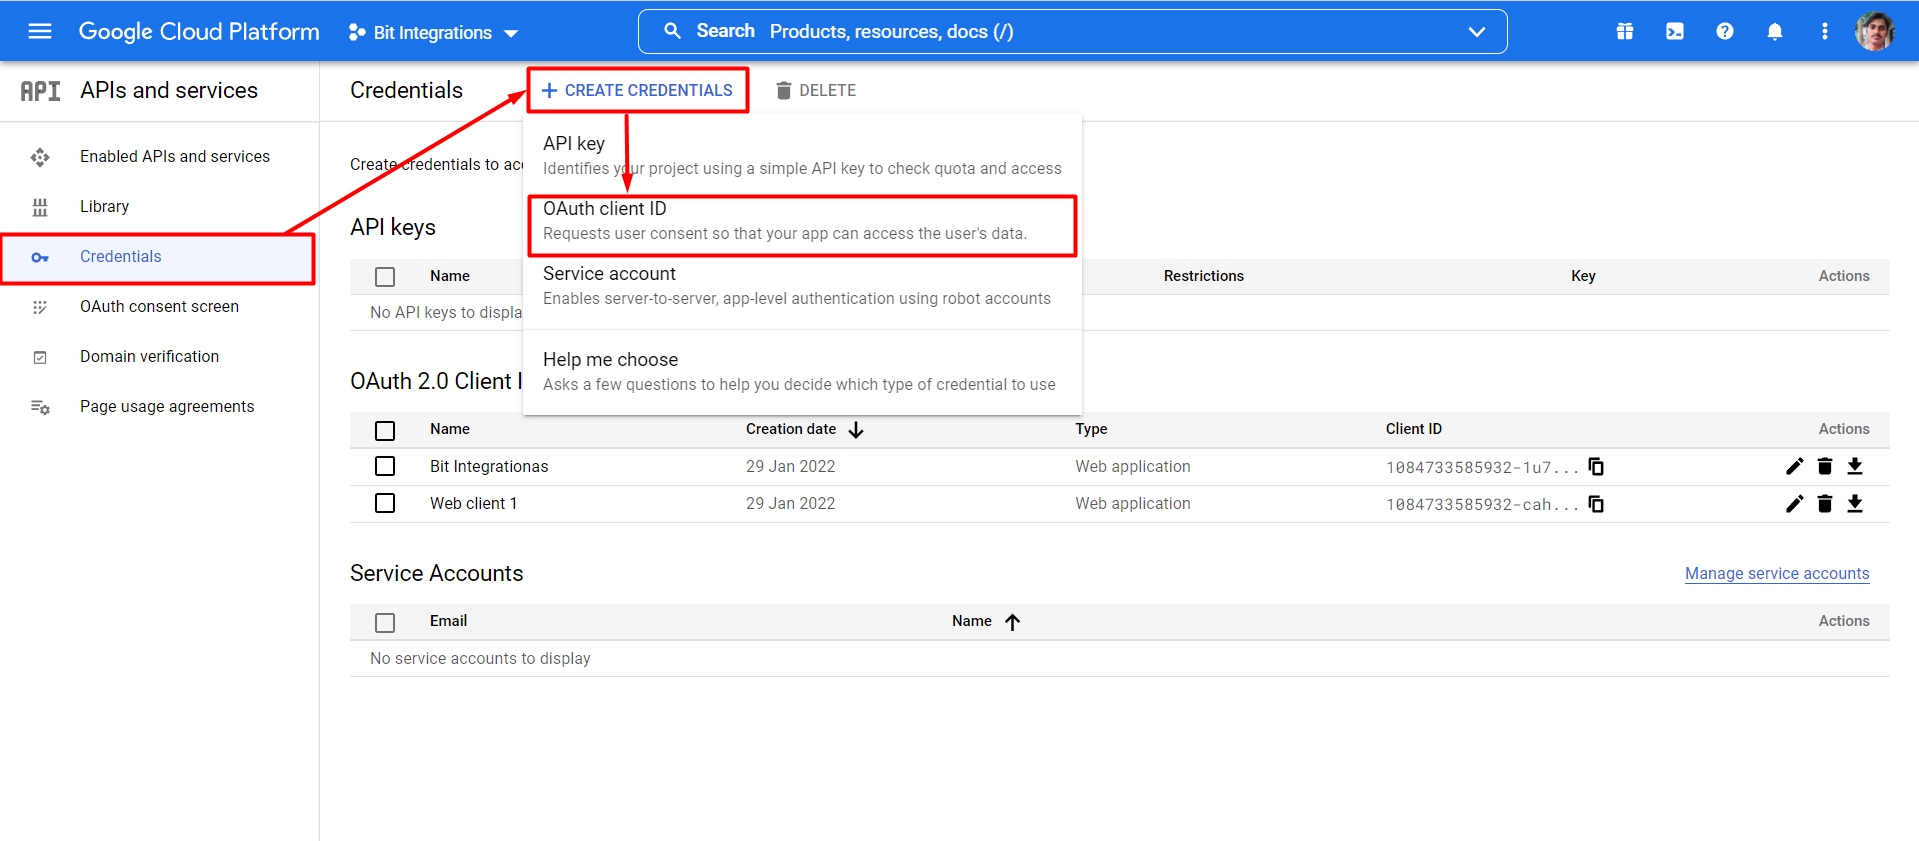 Google Cloud Platform
Bit Integrations
Search Products, resources, docs (/)
API APIs and services
Credentials
+ CREATE CREDENTIALS
DELETE
Enabled APIs and services
Library
Credentials
OAuth consent screen
Domain verification
Page usage agreements
Create credentials to acc
API key
Identifies your project using a simple API key to check quota and access
OAuth client ID
Requests user consent so that your app can access the user's data.
Service account
Enables server-to-server, app-level authentication using robot accounts
Help me choose
Asks a few questions to help you decide which type of credential to use
API keys
Name Restrictions Key Actions
No API keys to displa
OAuth 2.0 Client I
Name Creation date Type Client ID Actions
Bit Integrationas 29 Jan 2022 Web application 1084733585932-1u7...
Web client 1 29 Jan 2022 Web application 1084733585932-cah...
Service Accounts
Manage service accounts
Email Name Actions
No service accounts to display